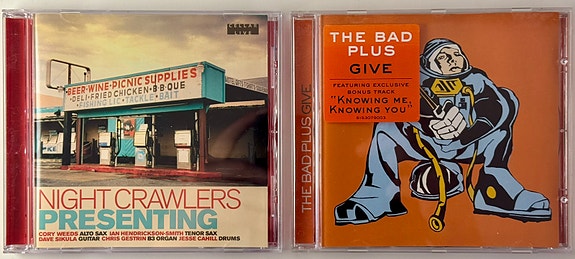 CELLAR
LIVE
BEER-WINE-PICNIC SUPPLIES
•DELI•FRIED CHICKEN•B-B-QUE
FISHING LIC•TACKLE•BAIT
ICE
NIGHT CRAWLERS
PRESENTING
CORY WEEDS ALTO SAX IAN HENDRICKSON-SMITH TENOR SAX
DAVE SIKULA GUITAR CHRIS GESTRIN B3 ORGAN JESSE CAHILL DRUMS
THE BAD PLUS GIVE
THE BAD
PLUS
GIVE
FEATURING EXCLUSIVE
BONUS TRACK
"KNOWING ME,
KNOWING YOU"